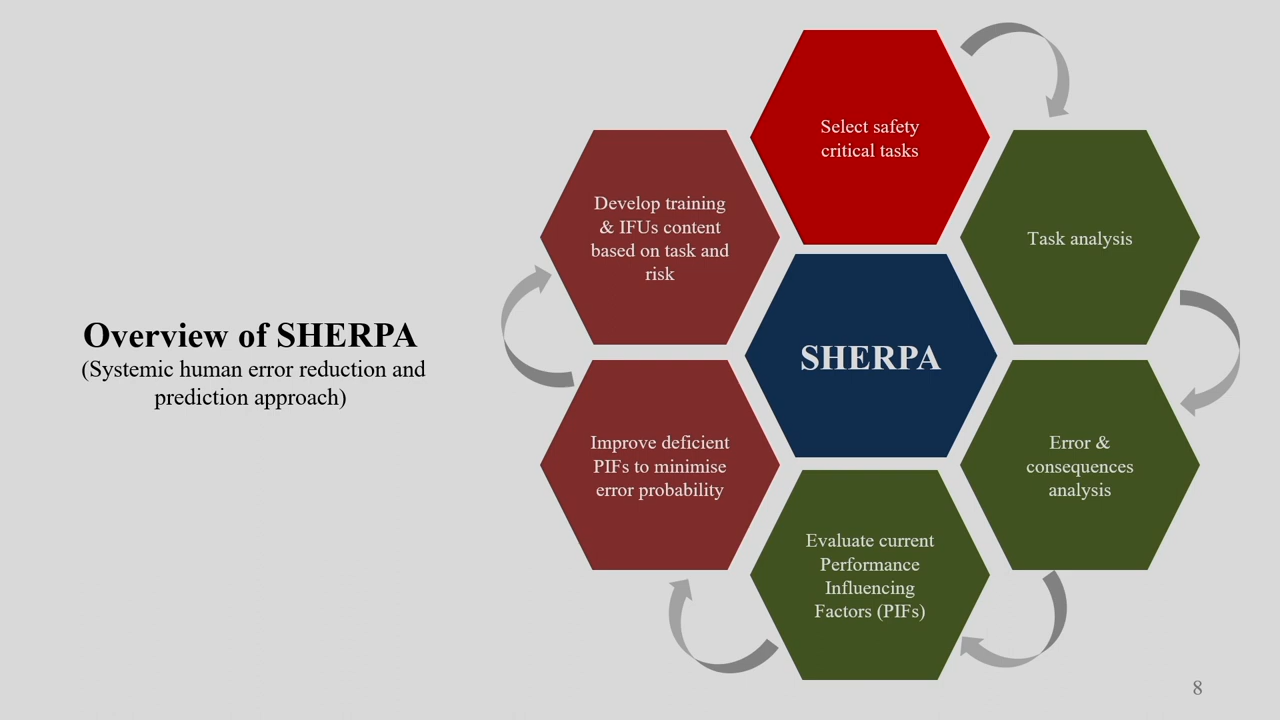 Overview of SHERPA
(Systemic human error reduction and
prediction approach)
Select safety
critical tasks
Task analysis
Error &
consequences
analysis
Evaluate current
Performance
Influencing
Factors (PIFs)
Improve deficient
PIFs to minimise
error probability
Develop training
& IFUs content
based on task and
risk
SHERPA
8